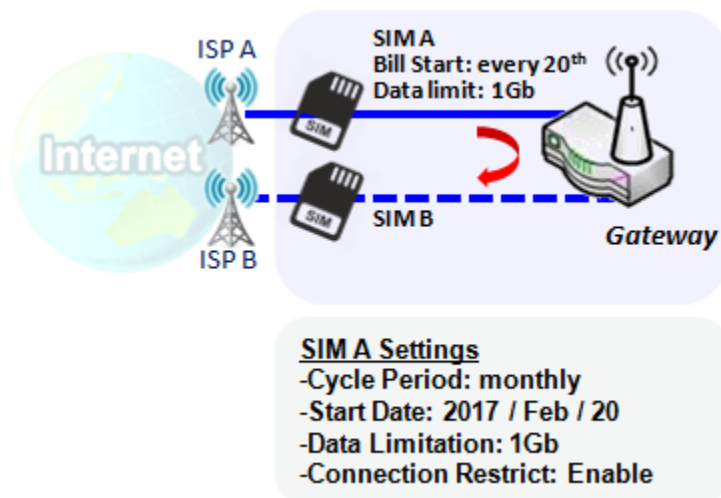 ISP A
SIM A
Bill Start: every 20th
Data limit: 1Gb
SIM
Internet
SIM
SIM B
Gateway
ISP B
SIM A Settings
-Cycle Period: monthly
-Start Date: 2017 / Feb / 20
-Data Limitation: 1Gb
-Connection Restrict: Enable